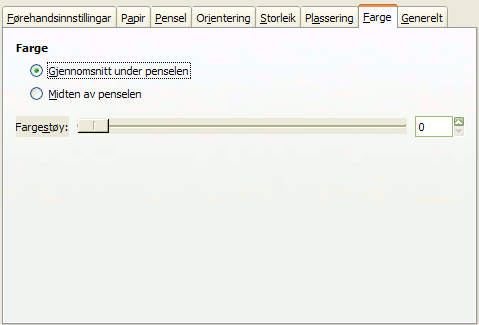 Førehandsinnstillingar Papir Pensel Orientering Storleik Plassering Farge Generelt
Farge
Gjennomsnitt under penselen
Midten av penselen
Fargestøy: 0